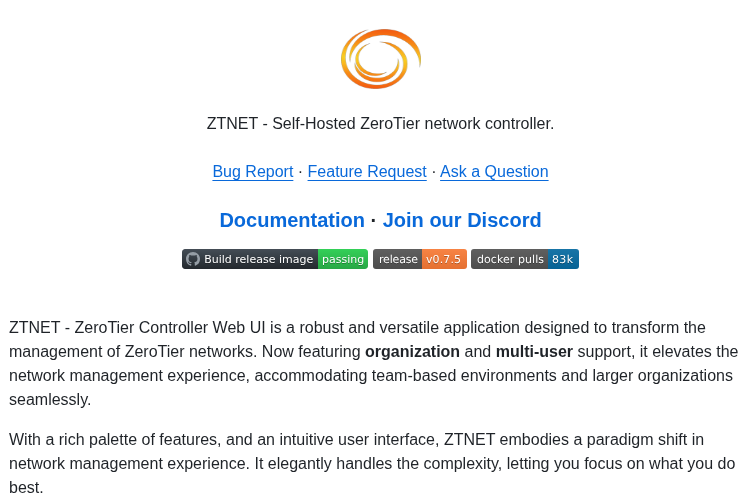 ZTNET - Self-Hosted ZeroTier network controller.
Bug Report · Feature Request · Ask a Question
Documentation · Join our Discord
Build release image passing release v0.7.5 docker pulls 83k
ZTNET - ZeroTier Controller Web UI is a robust and versatile application designed to transform the
management of ZeroTier networks. Now featuring organization and multi-user support, it elevates the
network management experience, accommodating team-based environments and larger organizations
seamlessly.
With a rich palette of features, and an intuitive user interface, ZTNET embodies a paradigm shift in
network management experience. It elegantly handles the complexity, letting you focus on what you do
best.